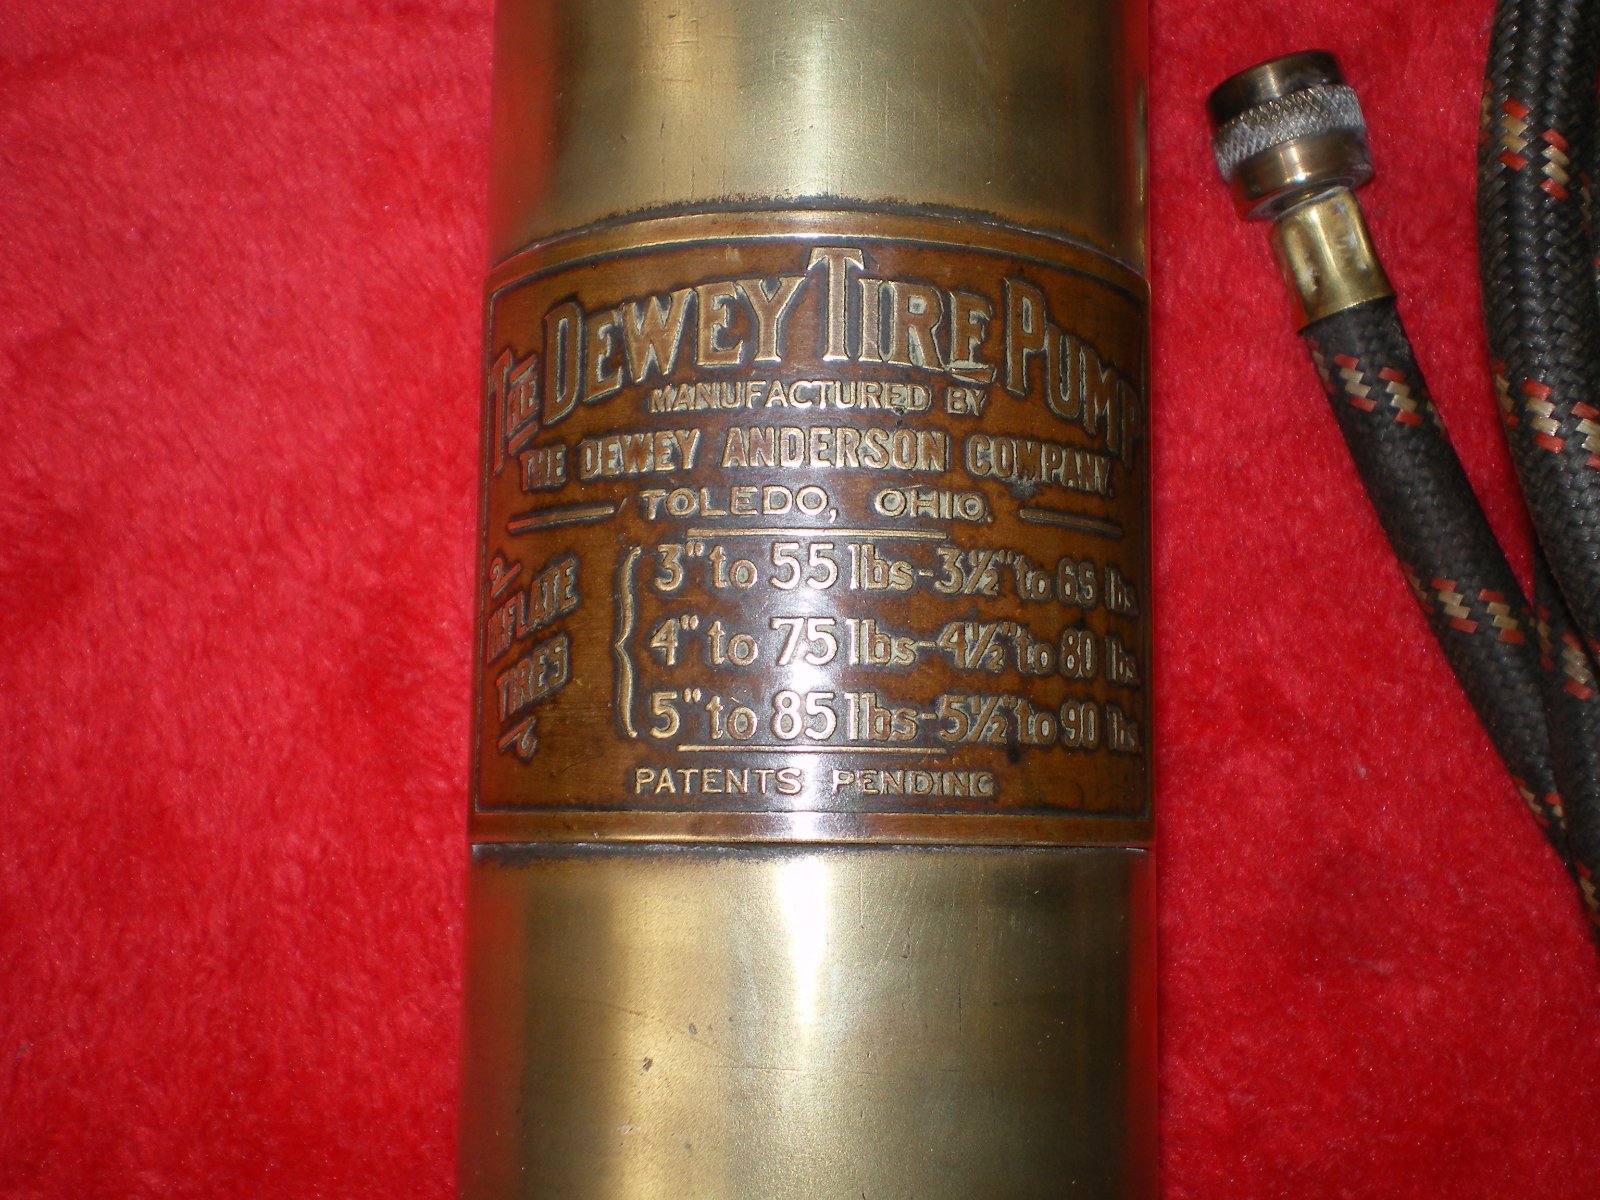 THE DEWEY TIRE PUMP
MANUFACTURED BY
THE DEWEY ANDERSON COMPANY.
TOLEDO, OHIO.
INFLATE
TIRES
3" to 55 lbs-3½" to 65 lbs.
4" to 75 lbs-4½" to 80 lbs.
5" to 85 lbs-5½" to 90 lbs.
PATENTS PENDING